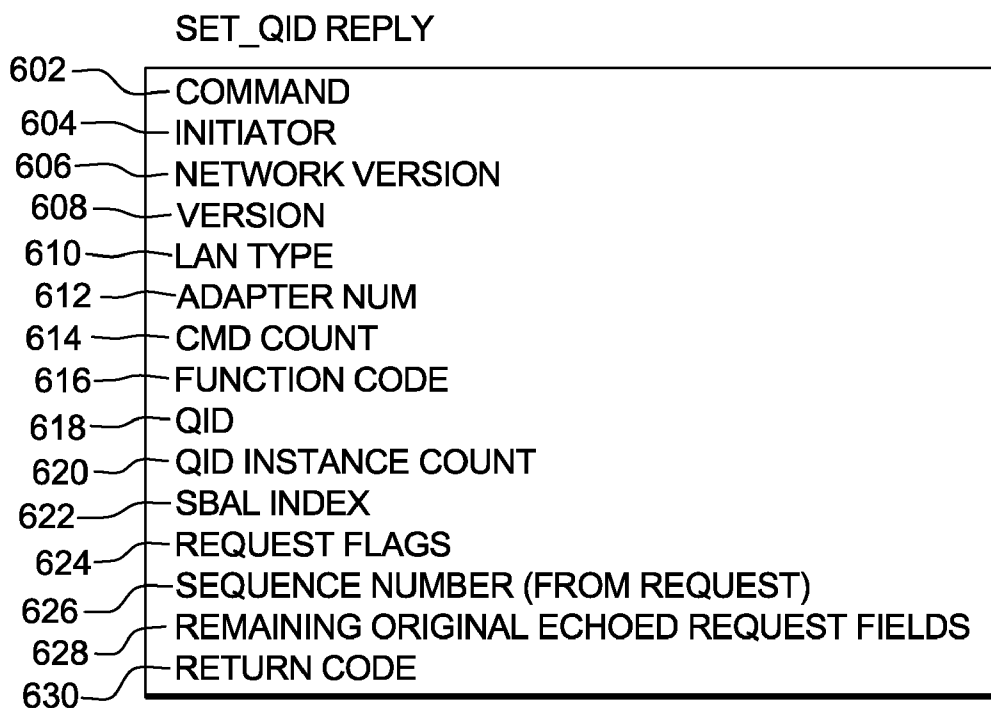 SET_QID REPLY
602 COMMAND
604 INITIATOR
606 NETWORK VERSION
608 VERSION
610 LAN TYPE
612 ADAPTER NUM
614 CMD COUNT
616 FUNCTION CODE
618 QID
620 QID INSTANCE COUNT
622 SBAL INDEX
624 REQUEST FLAGS
626 SEQUENCE NUMBER (FROM REQUEST)
628 REMAINING ORIGINAL ECHOED REQUEST FIELDS
630 RETURN CODE